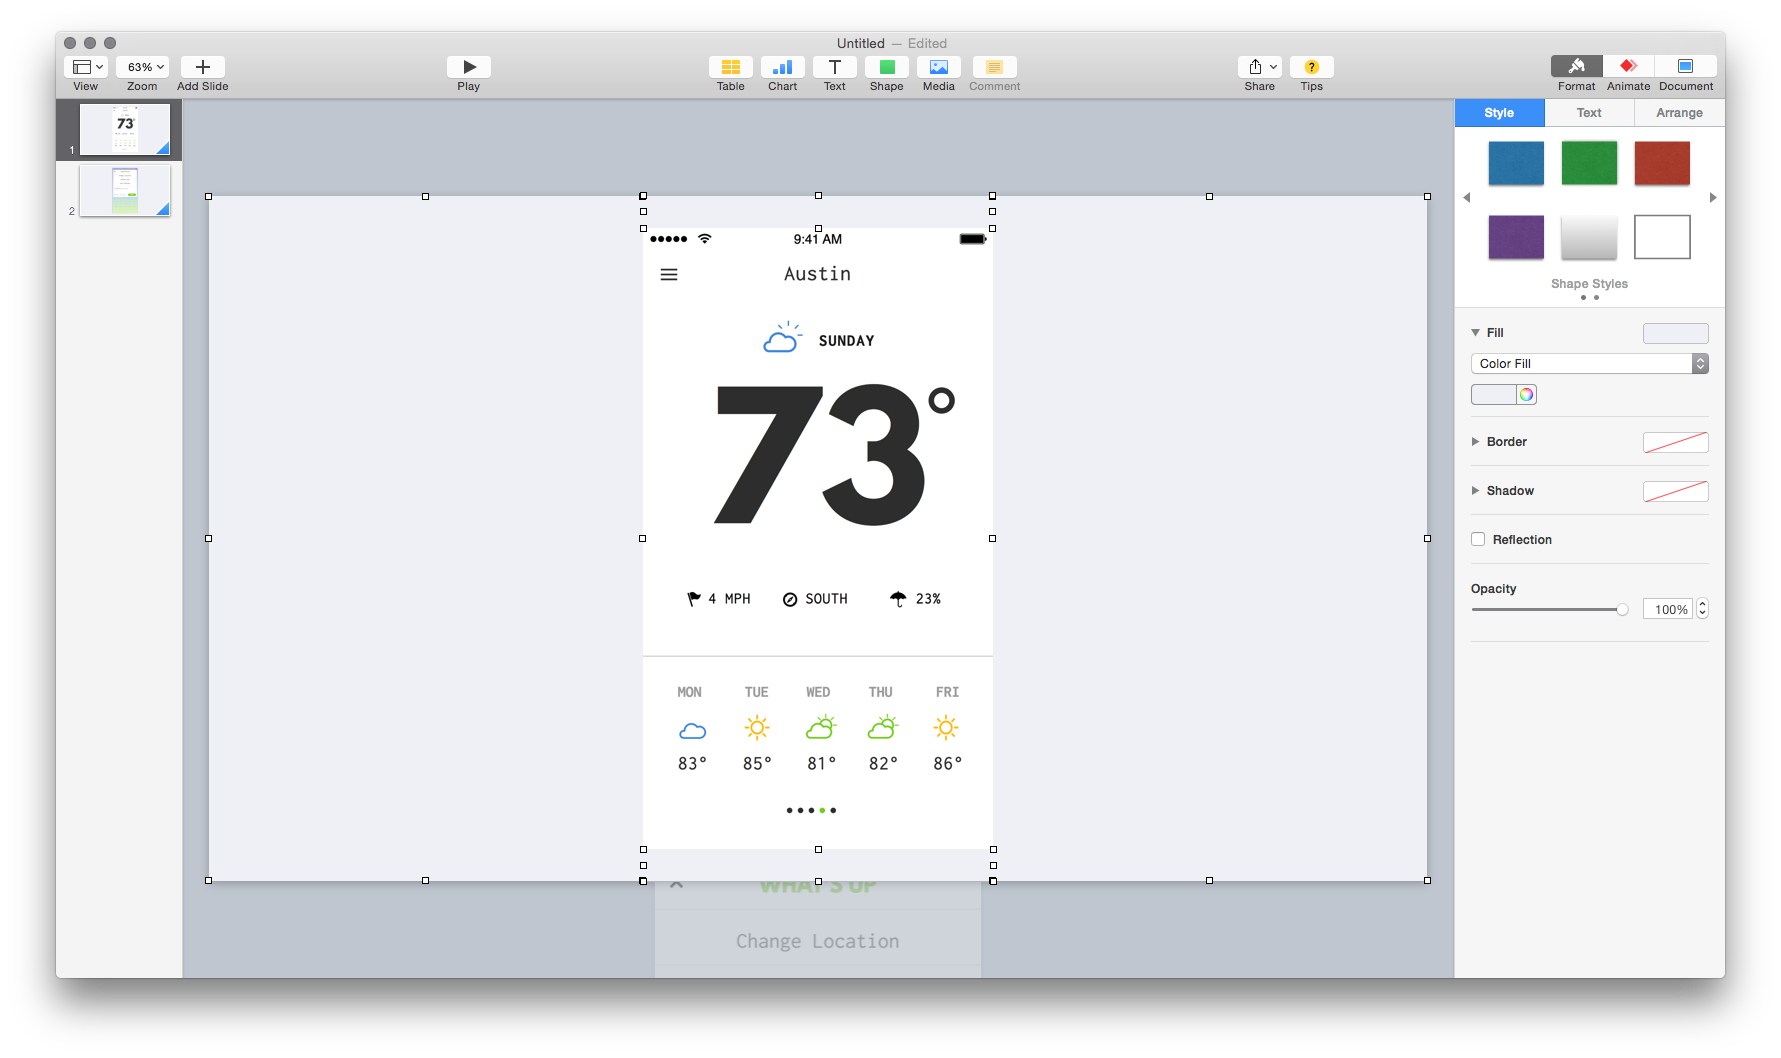 Untitled — Edited
63%
View
Zoom
Add Slide
Play
Table
Chart
Text
Shape
Media
Comment
Share
Tips
Format
Animate
Document
73°
1
2
Style
Text
Arrange
Shape Styles
Fill
Color Fill
Border
Shadow
Reflection
Opacity
100%
9:41 AM
Austin
SUNDAY
73°
4 MPH
SOUTH
23%
MON
TUE
WED
THU
FRI
83°
85°
81°
82°
86°
WHAT'S UP
Change Location